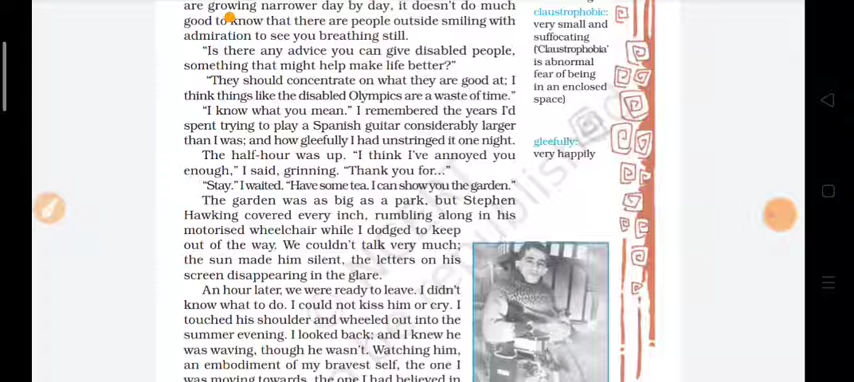 are growing narrower day by day, it doesn't do much
good to know that there are people outside smiling with
admiration to see you breathing still.
"Is there any advice you can give disabled people,
something that might help make life better?"
"They should concentrate on what they are good at; I
think things like the disabled Olympics are a waste of time."
"I know what you mean." I remembered the years I'd
spent trying to play a Spanish guitar considerably larger
than I was; and how gleefully I had unstringed it one night.
The half-hour was up. "I think I've annoyed you
enough," I said, grinning. "Thank you for..."
"Stay." I waited. "Have some tea. I can show you the garden."
The garden was as big as a park, but Stephen
Hawking covered every inch, rumbling along in his
motorised wheelchair while I dodged to keep
out of the way. We couldn't talk very much;
the sun made him silent, the letters on his
screen disappearing in the glare.
An hour later, we were ready to leave. I didn't
know what to do. I could not kiss him or cry. I
touched his shoulder and wheeled out into the
summer evening. I looked back; and I knew he
was waving, though he wasn't. Watching him,
an embodiment of my bravest self, the one I
was moving towards, the one I had believed in
claustrophobic:
very small and
suffocating
('Claustrophobia'
is abnormal
fear of being
in an enclosed
space)
gleefully:
very happily